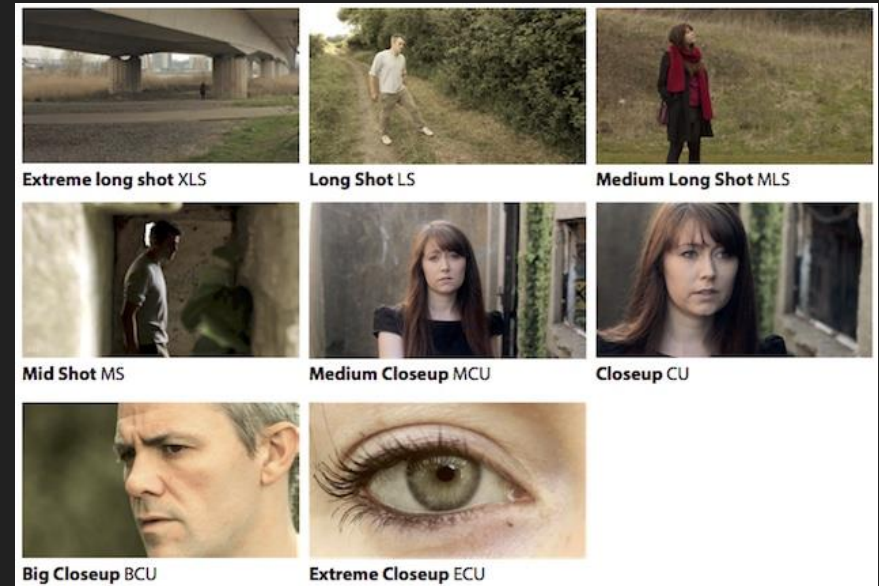 Extreme long shot XLS
Long Shot LS
Medium Long Shot MLS
Mid Shot MS
Medium Closeup MCU
Closeup CU
Big Closeup BCU
Extreme Closeup ECU